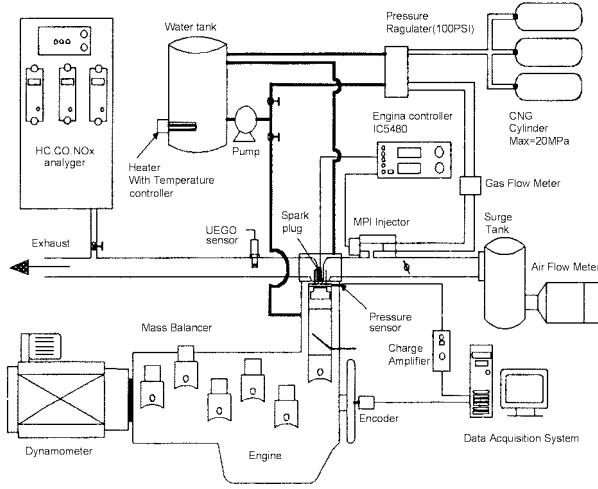 Water tank
Pressure
Ragulater(100PSI)
Engina controller
IC5480
CNG
Cylinder
Max=20MPa
HC.CO.NOx
analyger
Pump
Heater
With Temperature
controller
Gas Flow Meter
UEGO
sensor
Spark
plug
MPI Injector
Surge
Tank
Exhaust
Air Flow Meter
Pressure
sensor
Mass Balancer
Charge
Amplifier
Encoder
Dynamometer
Engine
Data Acquisition System